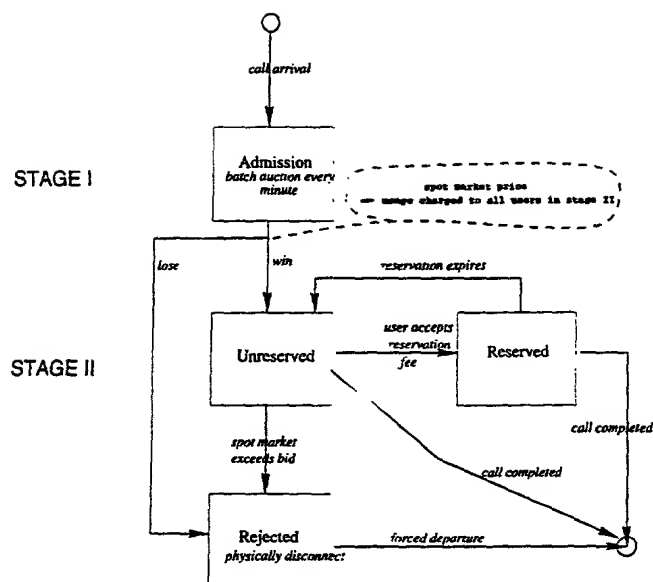 call arrival
STAGE I
Admission
batch auction every
minute
spot market price
usage charged to all users in stage II
lose
win
reservation expires
STAGE II
Unreserved
user accepts
reservation
fee
Reserved
spot market
exceeds bid
call completed
call completed
Rejected
physically disconnect
forced departure